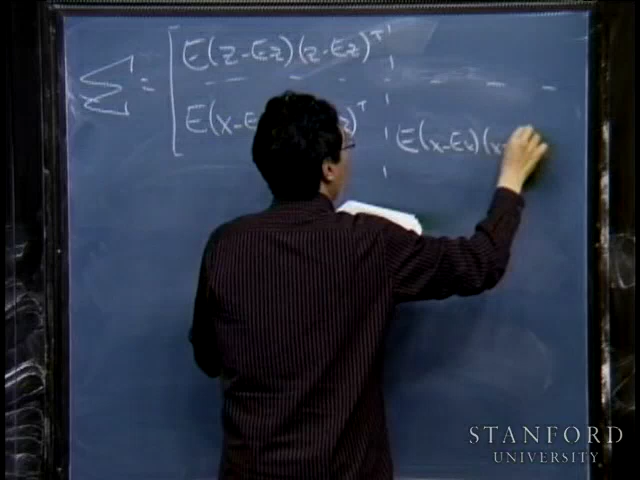 Σ = [ E(z-Ez)(z-Ez)^T
E(x-E )^T E(x-Ex)(x-
STANFORD
UNIVERSITY